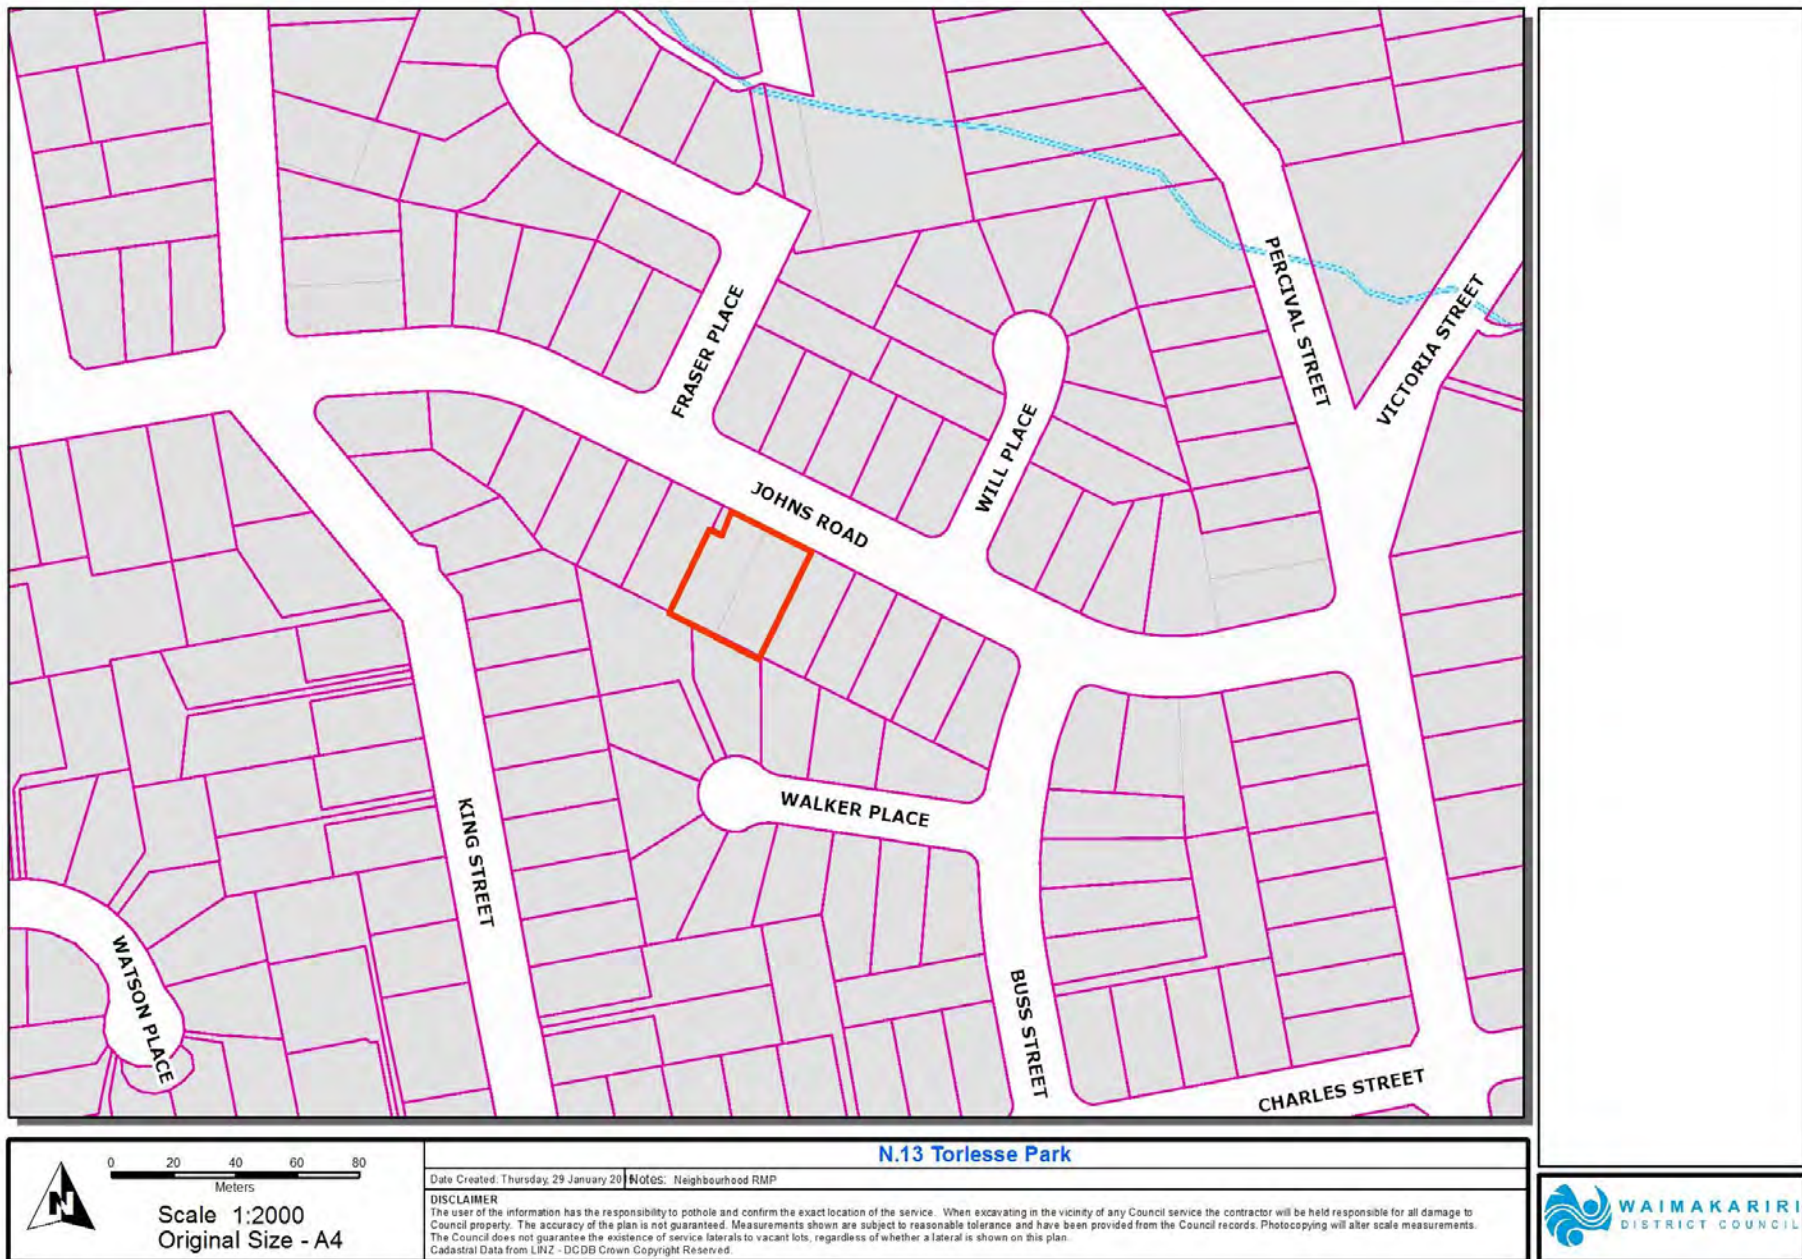 PERCIVAL STREET
VICTORIA STREET
FRASER PLACE
WILL PLACE
JOHNS ROAD
WALKER PLACE
KING STREET
WATSON PLACE
BUSS STREET
CHARLES STREET
N.13 Torlesse Park
0 20 40 60 80
Meters
N
Scale 1:2000
Original Size - A4
Date Created: Thursday, 29 January
Notes: Neighbourhood RMP
DISCLAIMER
The user of the information has the responsibility to pothole and confirm the exact location of the service. When excavating in the vicinity of any Council service the contractor will be held responsible for all damage to
Council property. The accuracy of the plan is not guaranteed. Measurements shown are subject to reasonable tolerance and have been provided from the Council records. Photocopying will alter scale measurements.
The Council does not guarantee the existence of service laterals to vacant lots, regardless of whether a lateral is shown on this plan.
Cadastral Data from LINZ - DCDB Crown Copyright Reserved.
WAIMAKARIRI
DISTRICT COUNCIL